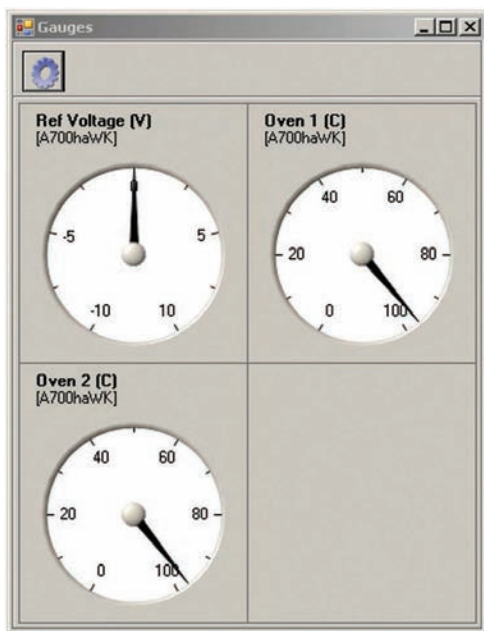 Gauges
Ref Voltage (V)
[A700haWK]
-5 5
-10 10
Oven 1 (C)
[A700haWK]
40 60
20 80
0 100
Oven 2 (C)
[A700haWK]
40 60
20 80
0 100